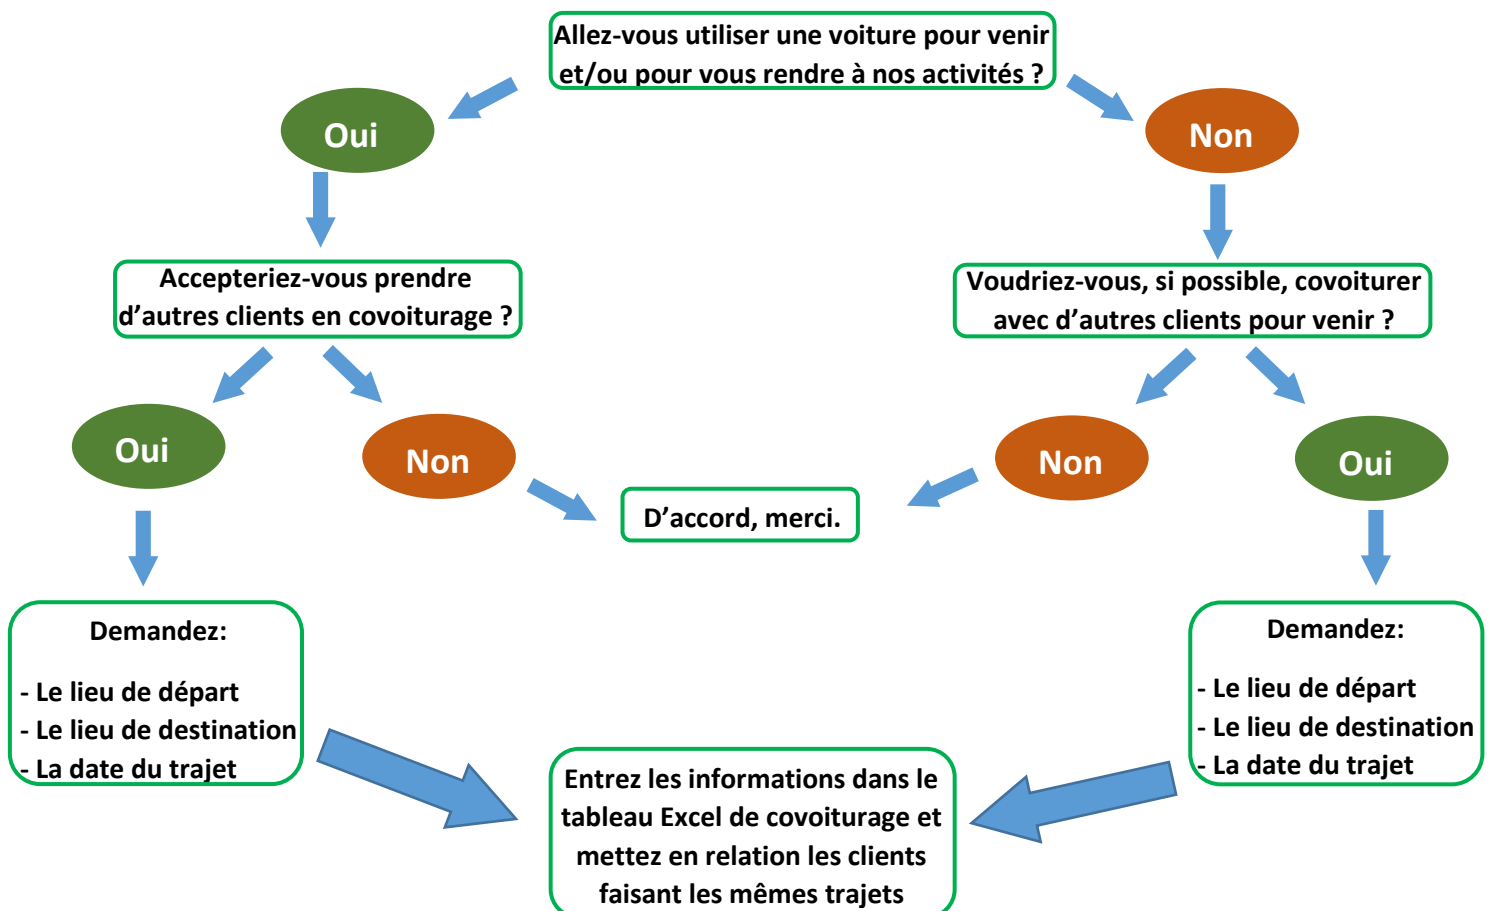 Allez-vous utiliser une voiture pour venir
et/ou pour vous rendre à nos activités ?
Oui
Non
Accepteriez-vous prendre
d’autres clients en covoiturage ?
Voudriez-vous, si possible, covoiturer
avec d’autres clients pour venir ?
Oui
Non
Non
Oui
D’accord, merci.
Demandez:
- Le lieu de départ
- Le lieu de destination
- La date du trajet
Demandez:
- Le lieu de départ
- Le lieu de destination
- La date du trajet
Entrez les informations dans le
tableau Excel de covoiturage et
mettez en relation les clients
faisant les mêmes trajets